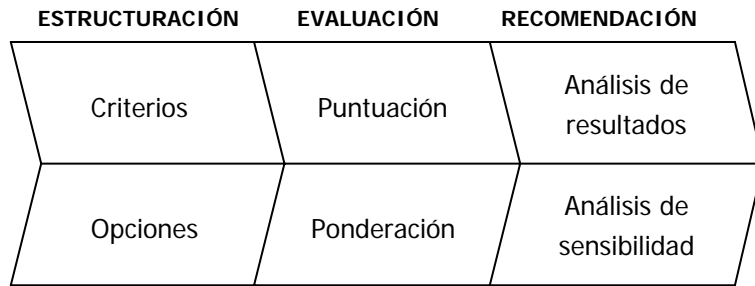 ESTRUCTURACIÓN EVALUACIÓN RECOMENDACIÓN
Criterios
Puntuación
Análisis de
resultados
Opciones
Ponderación
Análisis de
sensibilidad